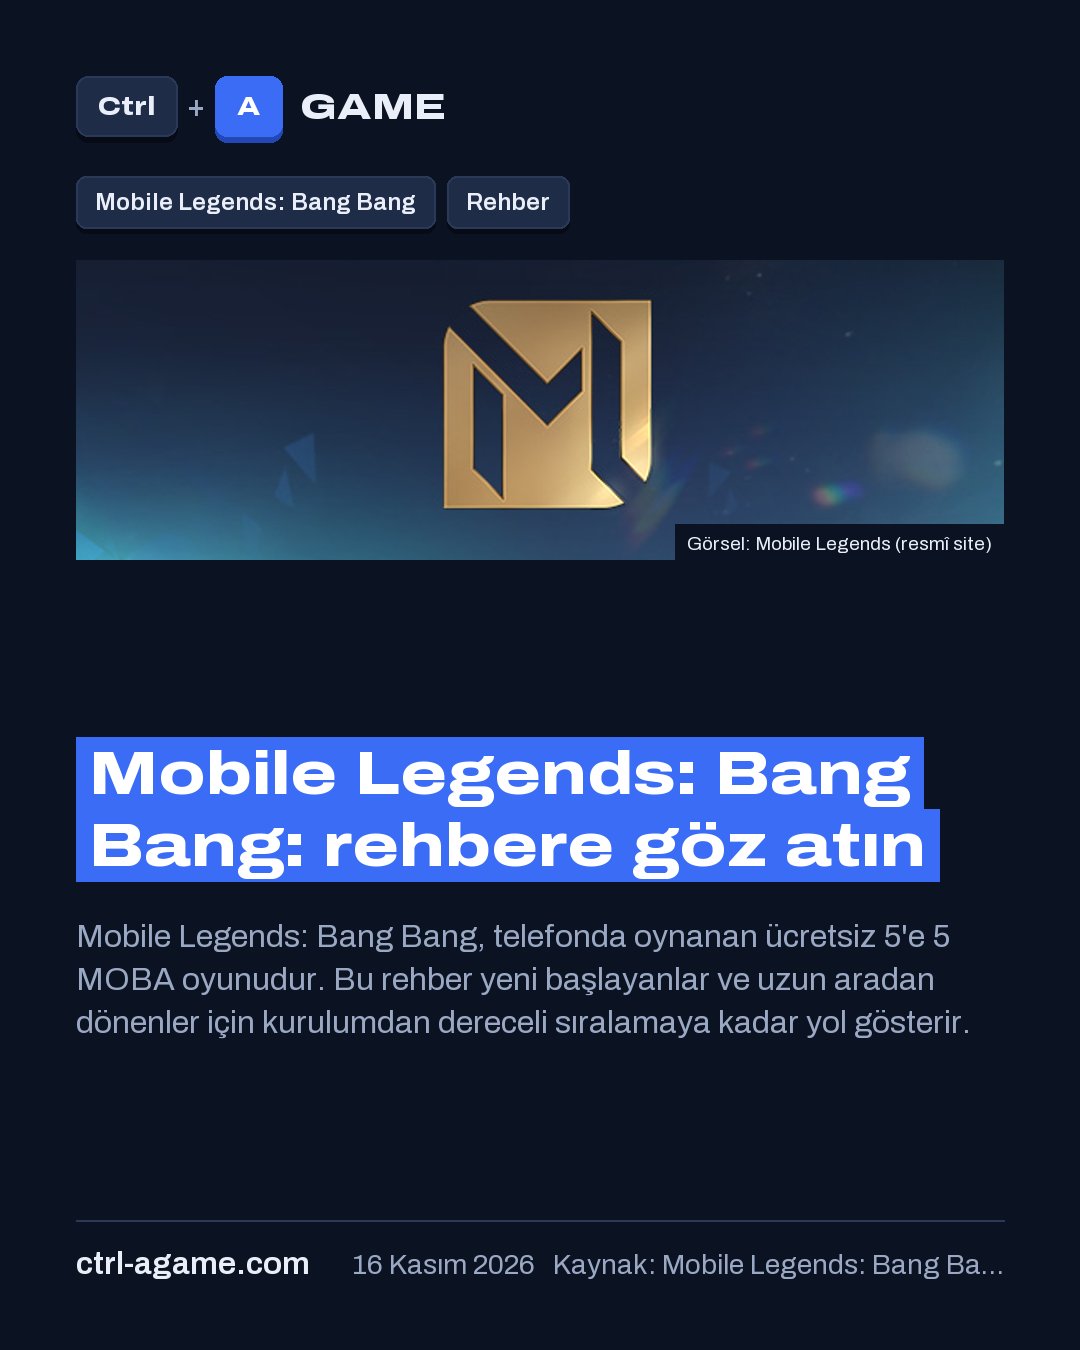 Ctrl + A GAME
Mobile Legends: Bang Bang Rehber
Görsel: Mobile Legends (resmî site)
Mobile Legends: Bang
Bang: rehbere göz atın
Mobile Legends: Bang Bang, telefonda oynanan ücretsiz 5'e 5
MOBA oyunudur. Bu rehber yeni başlayanlar ve uzun aradan
dönenler için kurulumdan dereceli sıralamaya kadar yol gösterir.
ctrl-agame.com 16 Kasım 2026 Kaynak: Mobile Legends: Bang Ba...